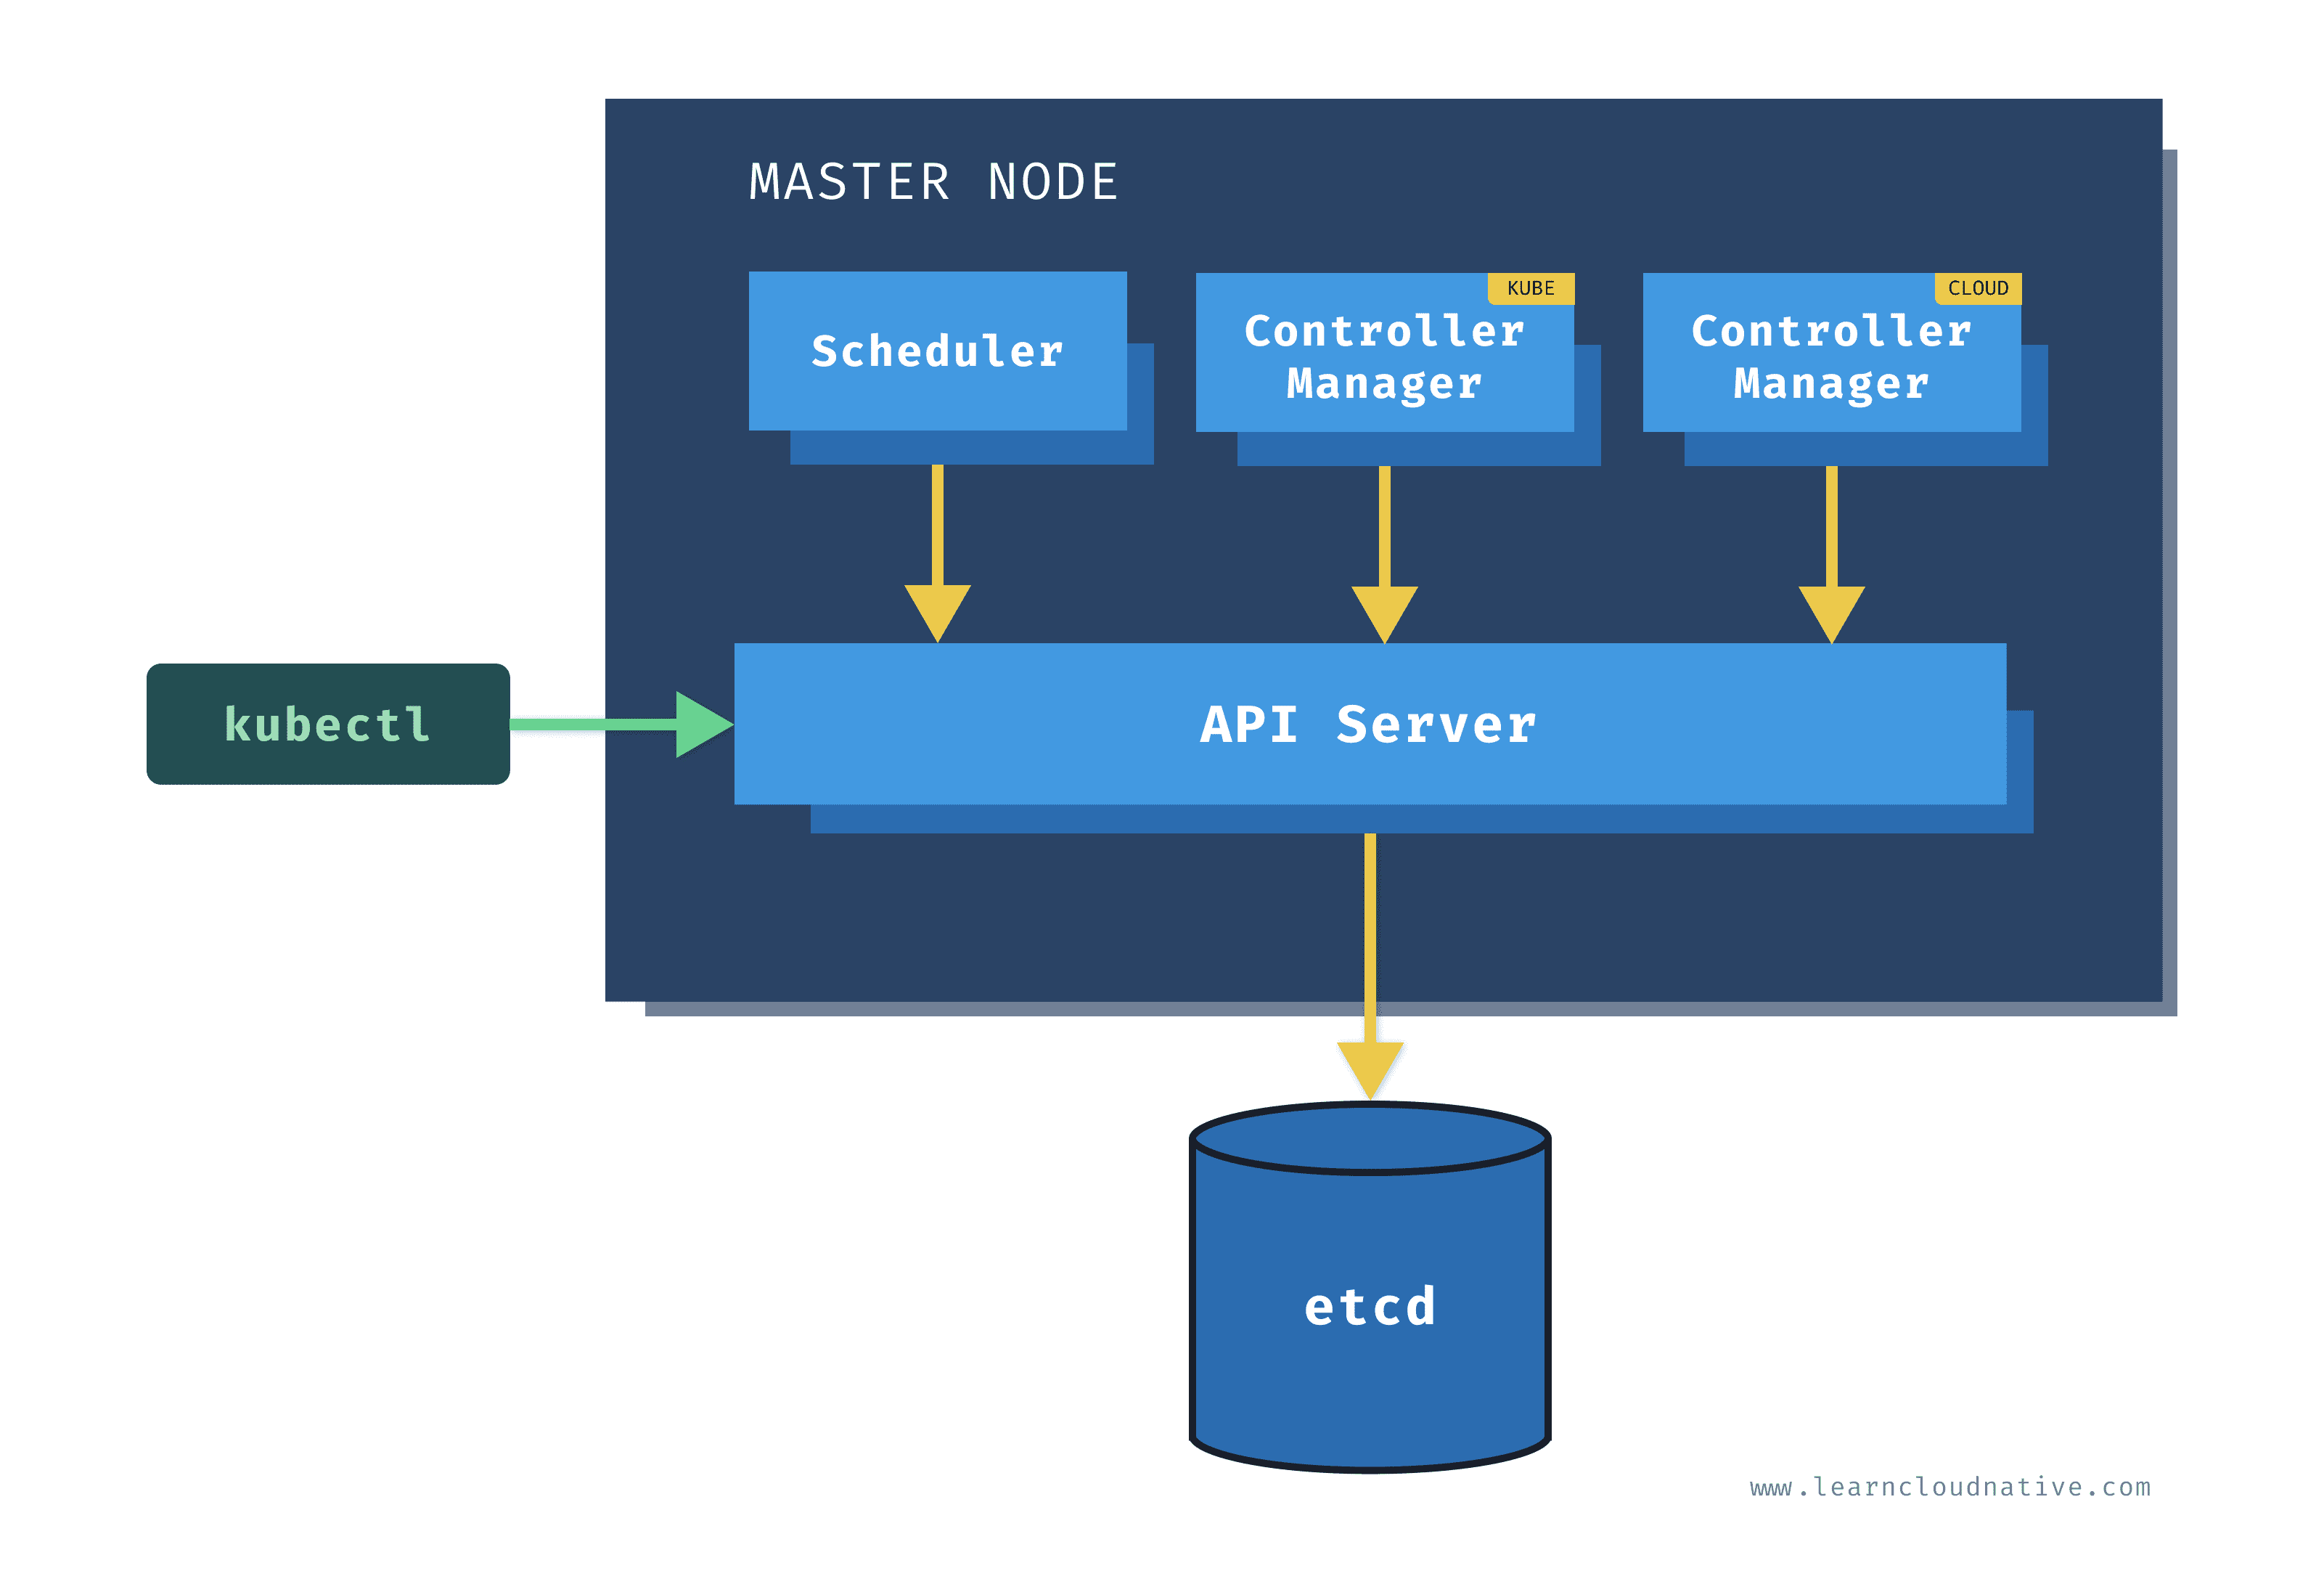 MASTER NODE
Scheduler
KUBE
Controller
Manager
CLOUD
Controller
Manager
kubectl
API Server
etcd
www.learncloudnative.com